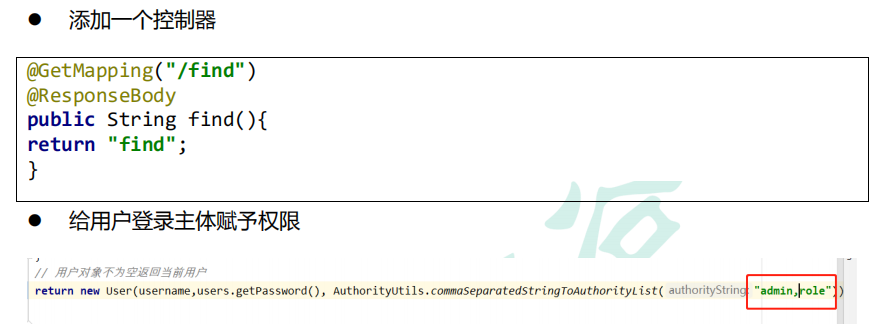 ● 添加一个控制器
@GetMapping("/find")
@ResponseBody
public String find(){
return "find";
}
● 给用户登录主体赋予权限
// 用户对象不为空返回当前用户
return new User(username,users.getPassword(), AuthorityUtils.commaSeparatedStringToAuthorityList( authorityString: "admin,role"))